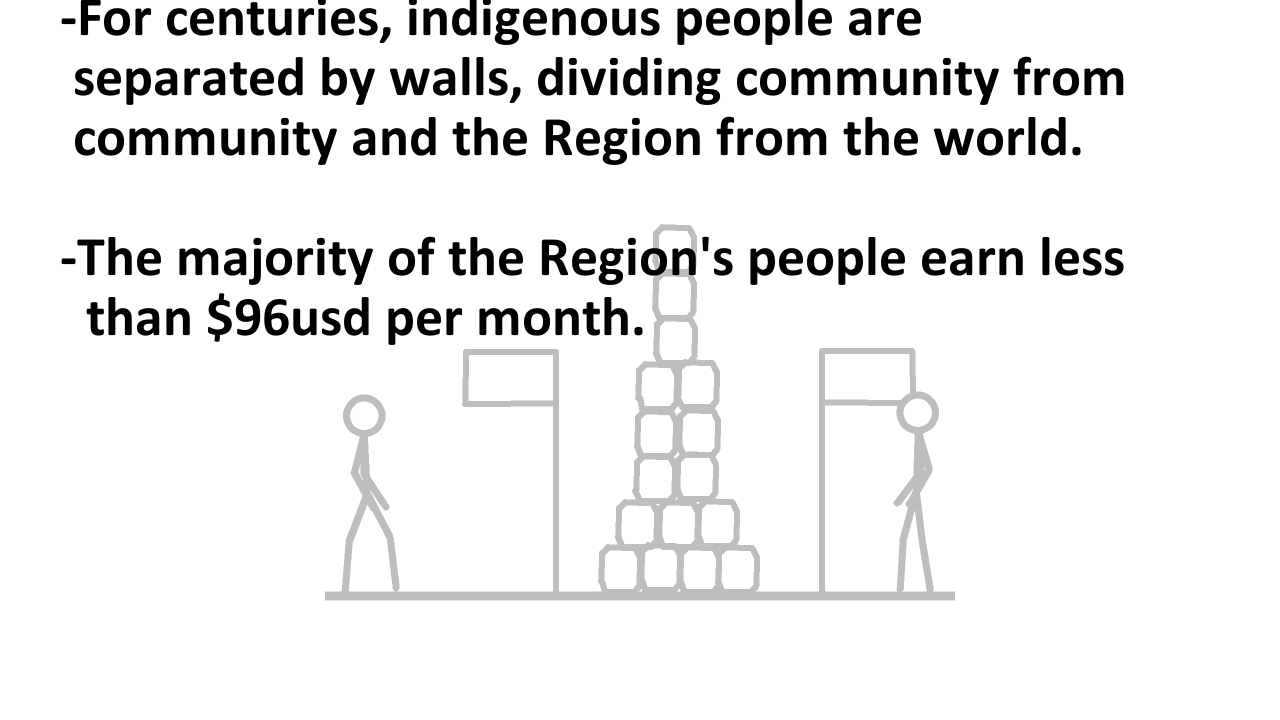 -For centuries, indigenous people are
separated by walls, dividing community from
community and the Region from the world.
-The majority of the Region's people earn less
than $96usd per month.